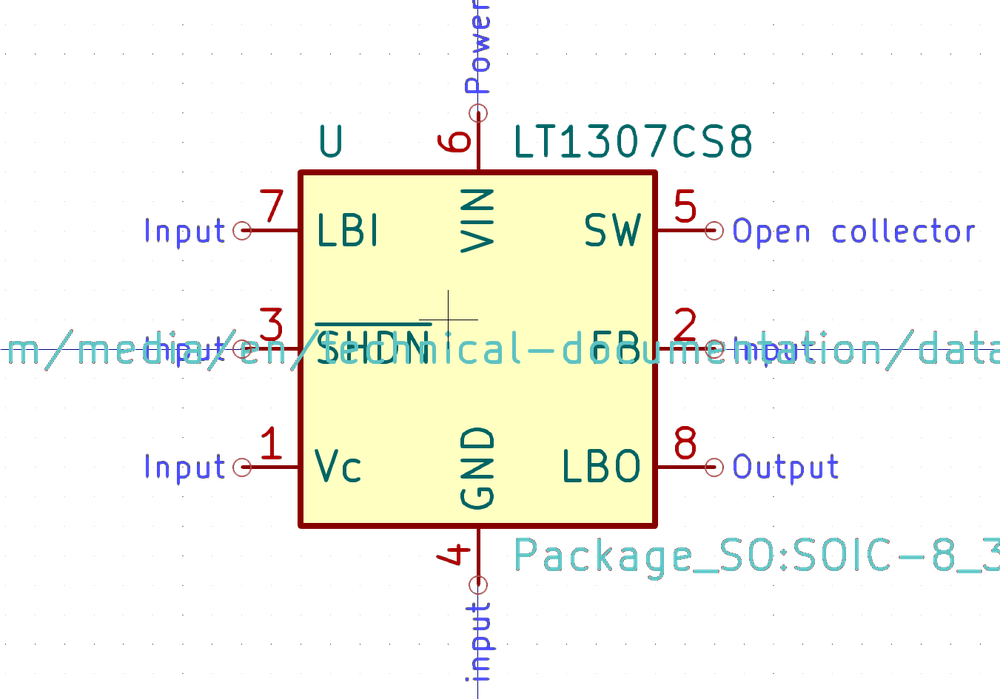 Power
U
6
LT1307CS8
7
VIN
5
Input
LBI
SW
Open collector
3
2
Input
SHDN
FB
Input
m/media/en/technical-documentation/data
1
GND
8
Input
Vc
LBO
Output
4
Package_SO:SOIC-8_3
input